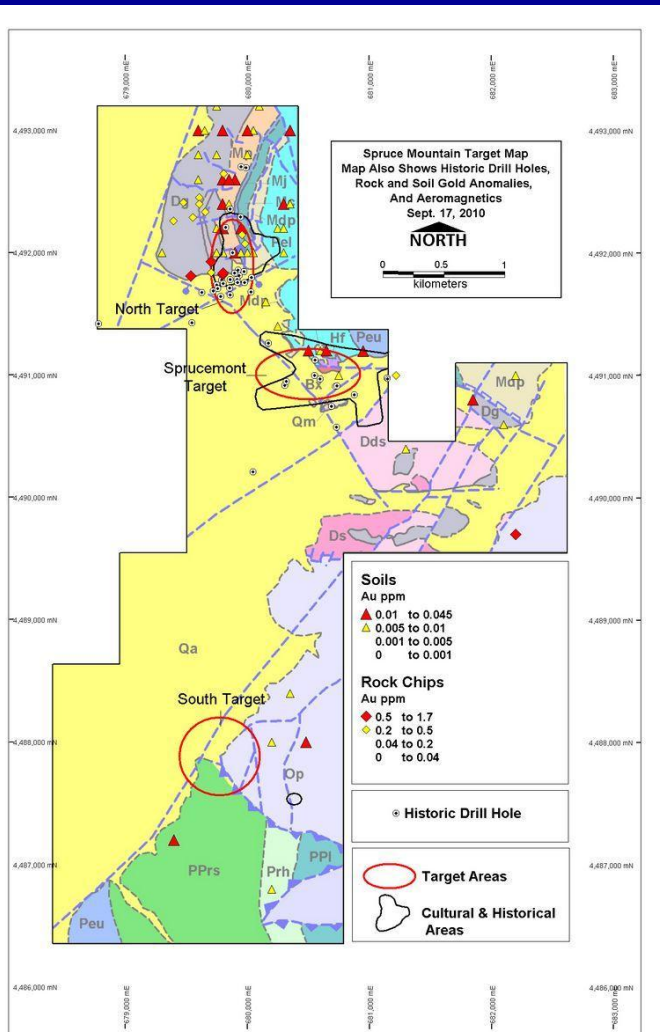 679,000 mE
680,000 mE
681,000 mE
682,000 mE
683,000 mE
4,493,000 mN
4,493,000 mN
Spruce Mountain Target Map
Map Also Shows Historic Drill Holes,
Rock and Soil Gold Anomalies,
And Aeromagnetics
Sept. 17, 2010
NORTH
0 0.5 1
kilometers
Mj
Mdp
Pel
4,492,000 mN
4,492,000 mN
North Target
Hf
Peu
Sprucemont
Target
4,491,000 mN
4,491,000 mN
Bx
Mdp
Dg
Qm
Dds
4,490,000 mN
4,490,000 mN
Ds
Soils
Au ppm
0.01 to 0.045
0.005 to 0.01
0.001 to 0.005
0 to 0.001
4,489,000 mN
4,489,000 mN
Qa
Rock Chips
Au ppm
0.5 to 1.7
0.2 to 0.5
0.04 to 0.2
0 to 0.04
South Target
4,488,000 mN
4,488,000 mN
Op
Historic Drill Hole
4,487,000 mN
4,487,000 mN
PPrs
Prh
PPl
Peu
Target Areas
Cultural & Historical
Areas
4,486,000 mN
4,486,000 mN
679,000 mE
680,000 mE
681,000 mE
682,000 mE
683,000 mE